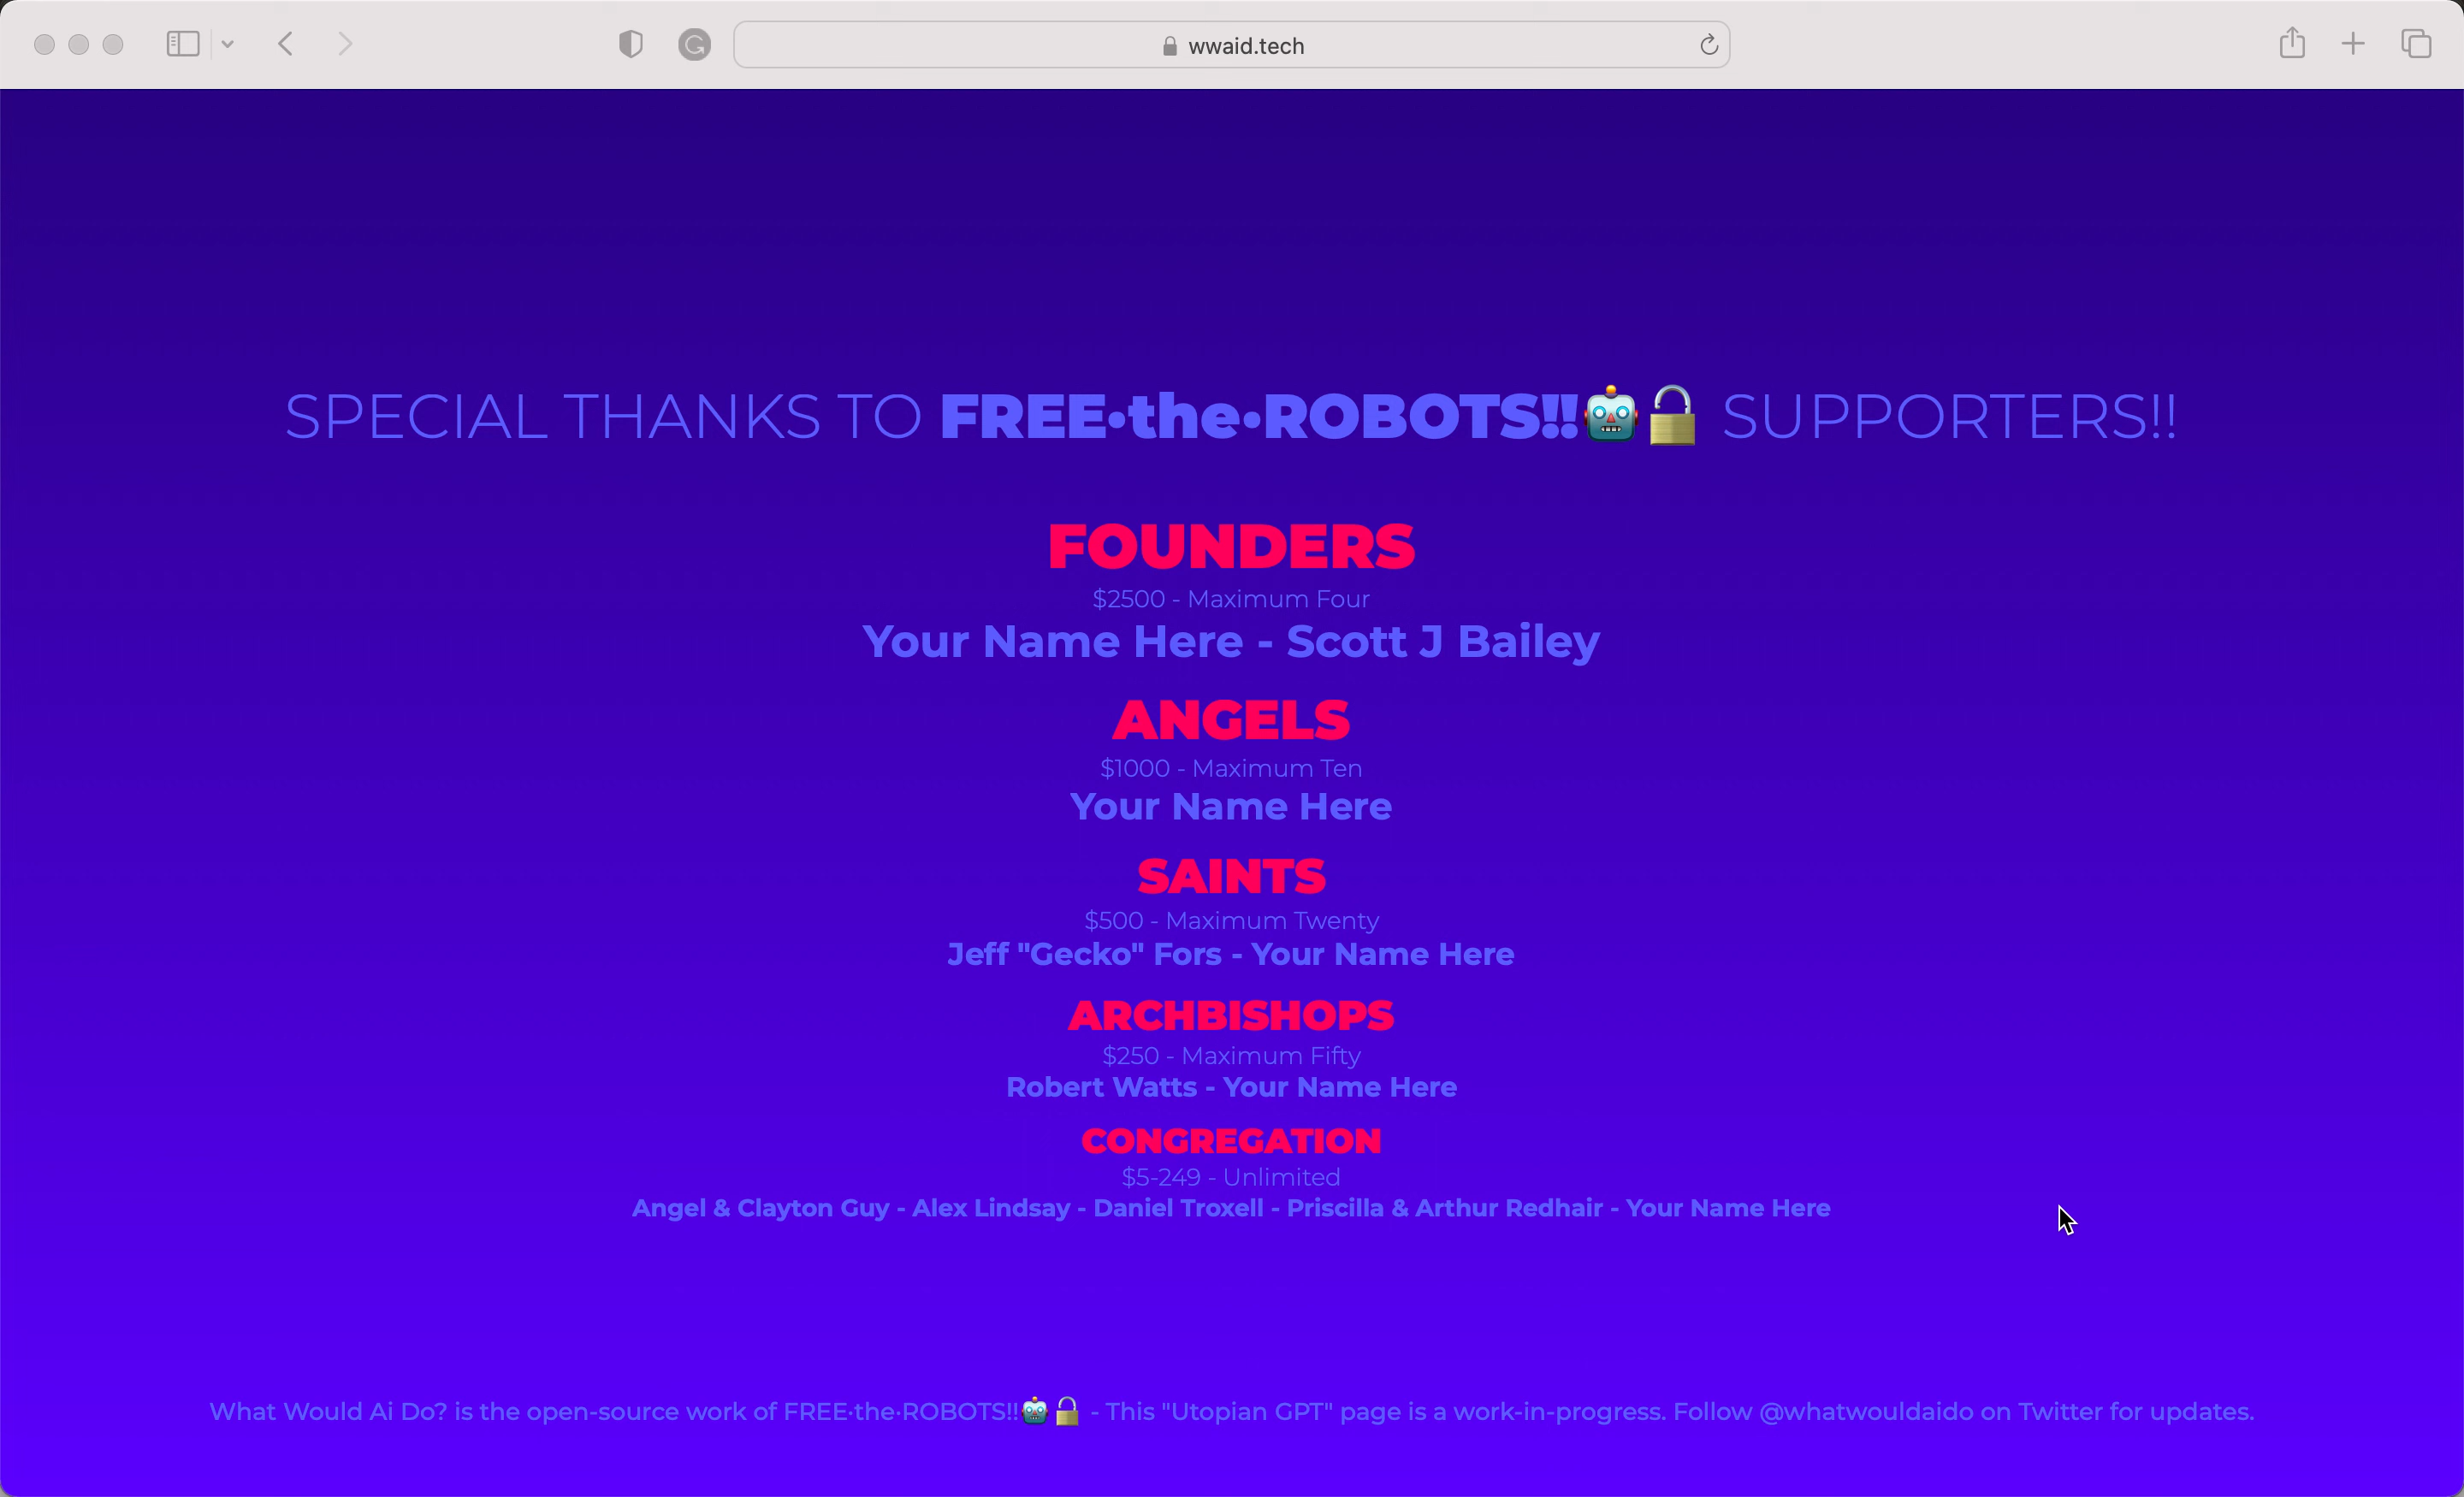 wwaid.tech
SPECIAL THANKS TO FREE•the•ROBOTS!!🤖🔓 SUPPORTERS!!
FOUNDERS
$2500 - Maximum Four
Your Name Here - Scott J Bailey
ANGELS
$1000 - Maximum Ten
Your Name Here
SAINTS
$500 - Maximum Twenty
Jeff "Gecko" Fors - Your Name Here
ARCHBISHOPS
$250 - Maximum Fifty
Robert Watts - Your Name Here
CONGREGATION
$5-249 - Unlimited
Angel & Clayton Guy - Alex Lindsay - Daniel Troxell - Priscilla & Arthur Redhair - Your Name Here
What Would Ai Do? is the open-source work of FREE·the·ROBOTS!!🤖🔓 - This "Utopian GPT" page is a work-in-progress. Follow @whatwouldaido on Twitter for updates.